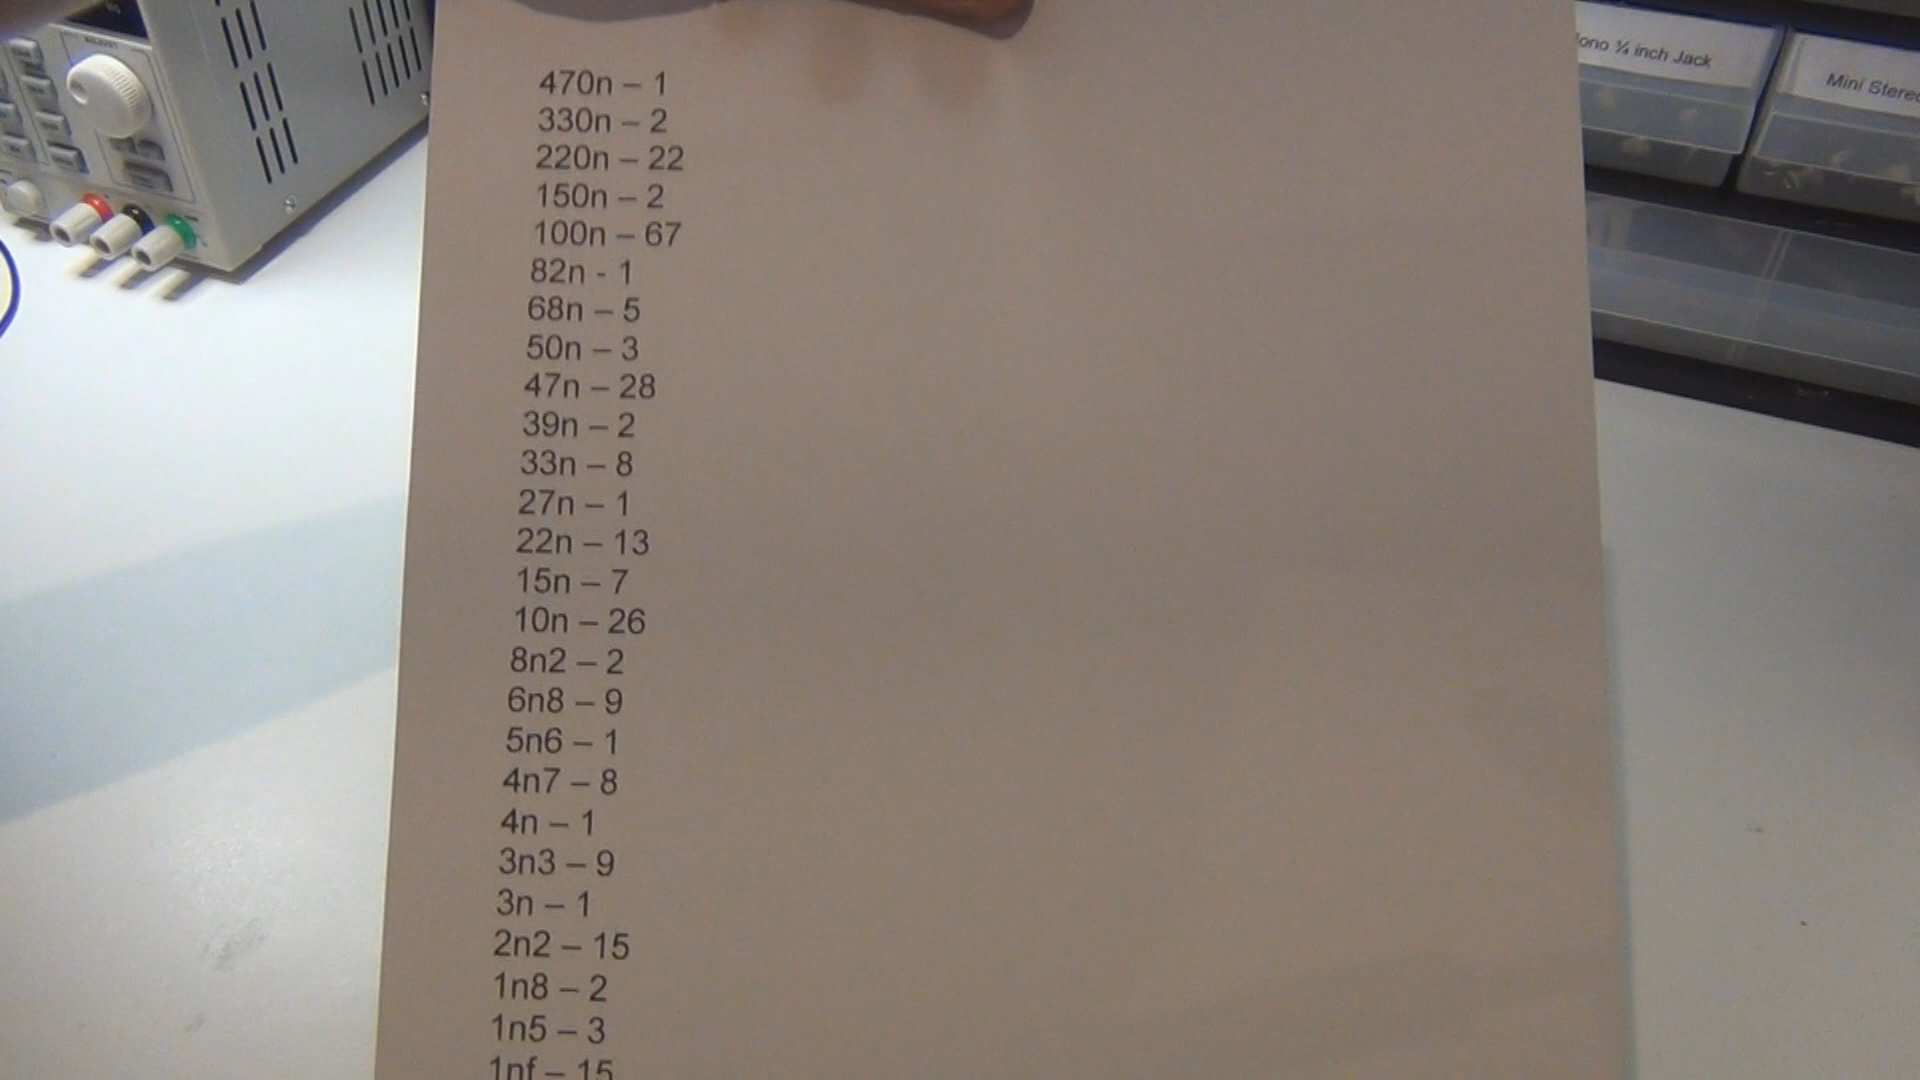 470n – 1
330n – 2
220n – 22
150n – 2
100n – 67
82n - 1
68n – 5
50n – 3
47n – 28
39n – 2
33n – 8
27n – 1
22n – 13
15n – 7
10n – 26
8n2 – 2
6n8 – 9
5n6 – 1
4n7 – 8
4n – 1
3n3 – 9
3n – 1
2n2 – 15
1n8 – 2
1n5 – 3
1nf – 15
¼ inch Jack
Mini Stereo